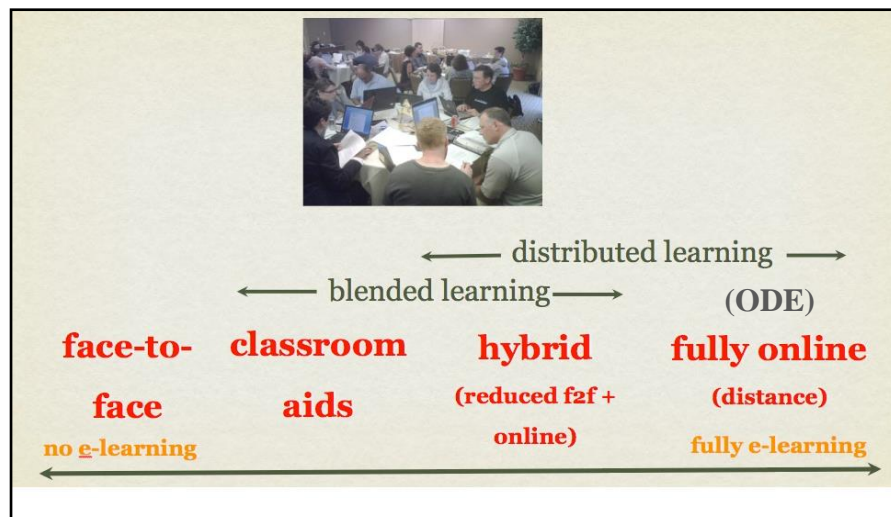 distributed learning
blended learning
(ODE)
face-to-
face
no e-learning
classroom
aids
hybrid
(reduced f2f +
online)
fully online
(distance)
fully e-learning